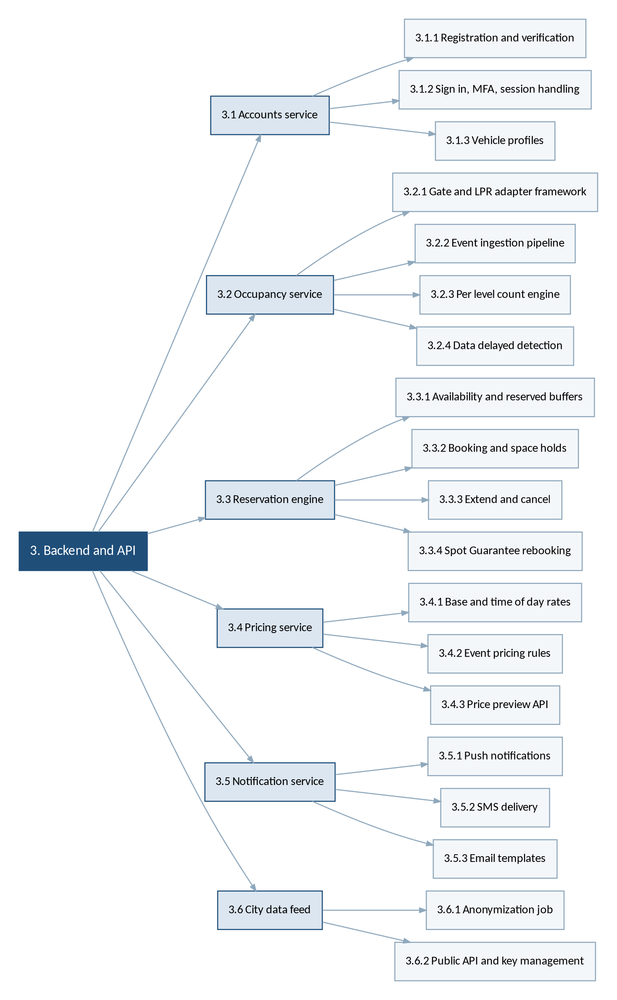 3. Backend and API
3.1 Accounts service
3.1.1 Registration and verification
3.1.2 Sign in, MFA, session handling
3.1.3 Vehicle profiles
3.2 Occupancy service
3.2.1 Gate and LPR adapter framework
3.2.2 Event ingestion pipeline
3.2.3 Per level count engine
3.2.4 Data delayed detection
3.3 Reservation engine
3.3.1 Availability and reserved buffers
3.3.2 Booking and space holds
3.3.3 Extend and cancel
3.3.4 Spot Guarantee rebooking
3.4 Pricing service
3.4.1 Base and time of day rates
3.4.2 Event pricing rules
3.4.3 Price preview API
3.5 Notification service
3.5.1 Push notifications
3.5.2 SMS delivery
3.5.3 Email templates
3.6 City data feed
3.6.1 Anonymization job
3.6.2 Public API and key management